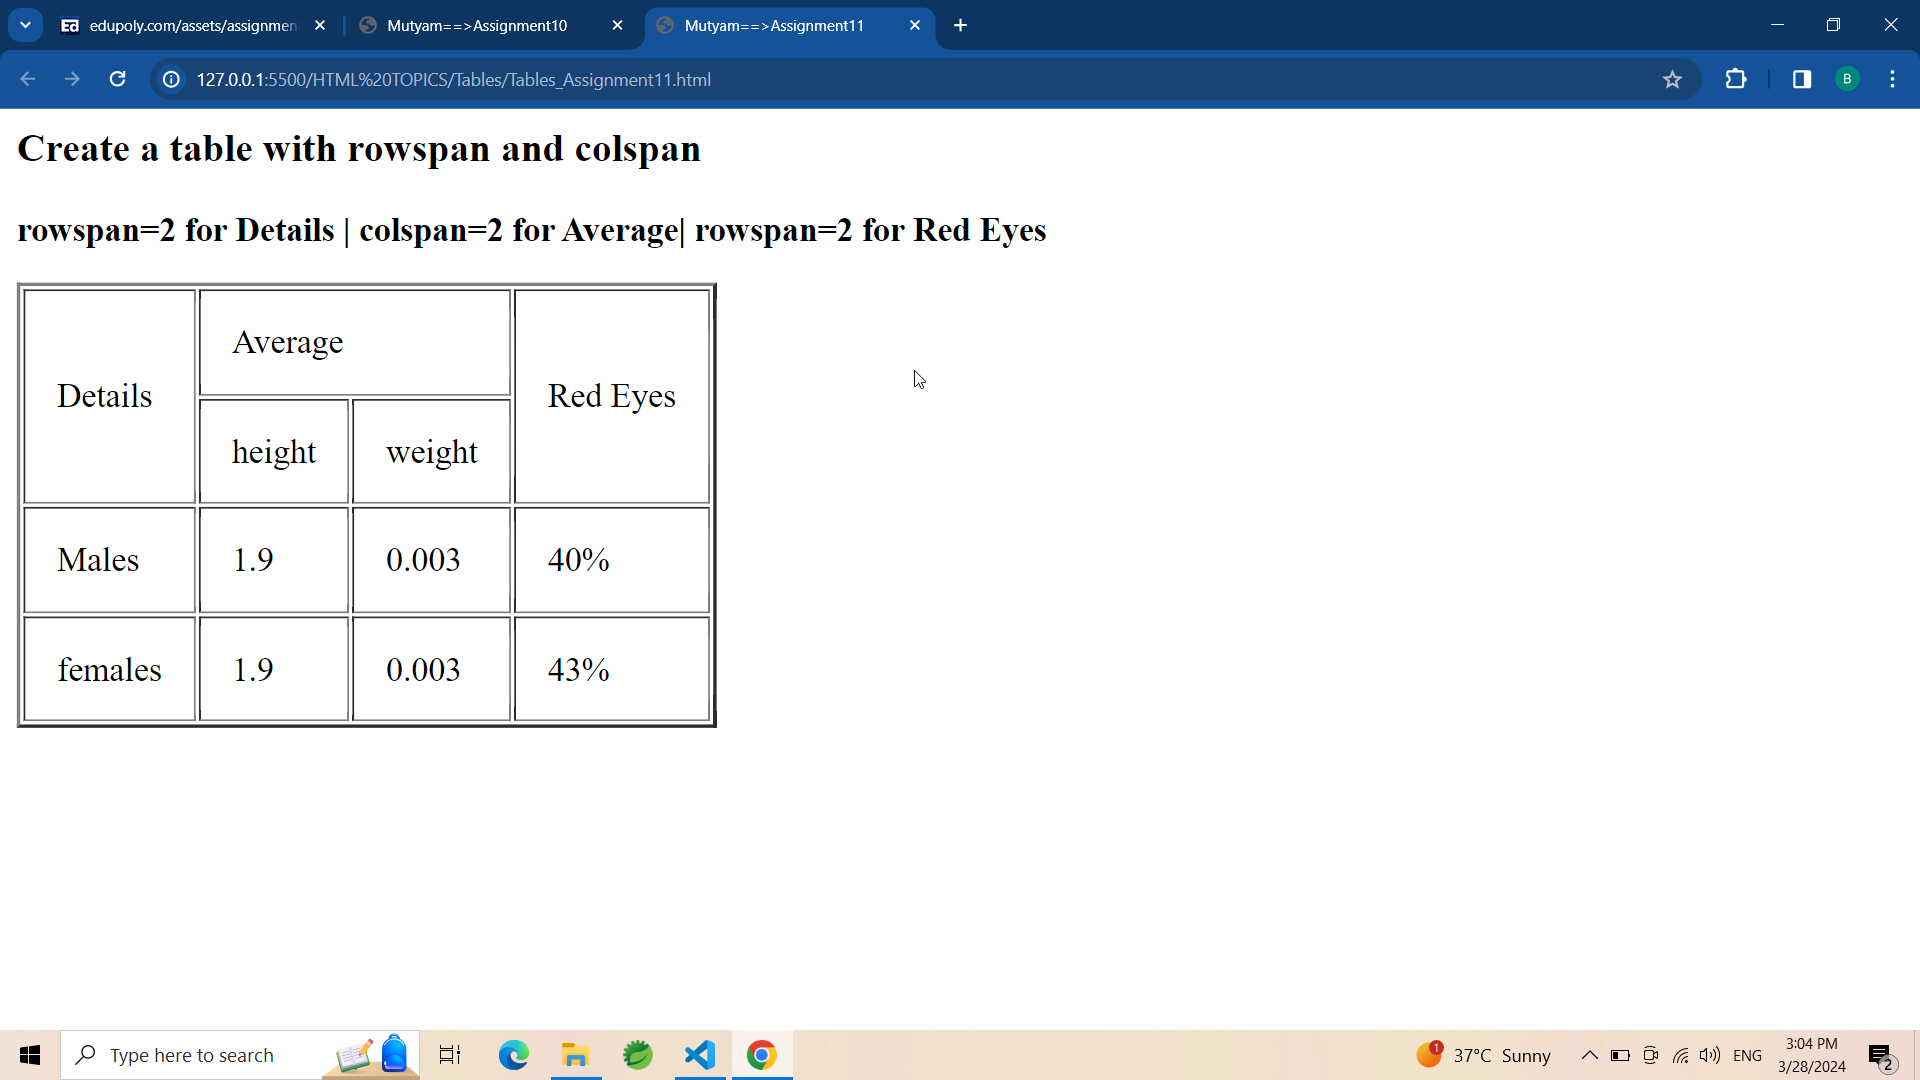 Ed edupoly.com/assets/assignmen Mutyam==>Assignment10 Mutyam==>Assignment11
127.0.0.1:5500/HTML%20TOPICS/Tables/Tables_Assignment11.html B
Create a table with rowspan and colspan
rowspan=2 for Details | colspan=2 for Average| rowspan=2 for Red Eyes
Details Average Red Eyes
height weight
Males 1.9 0.003 40%
females 1.9 0.003 43%
Type here to search 1 37°C Sunny ENG 3:04 PM
3/28/2024 2